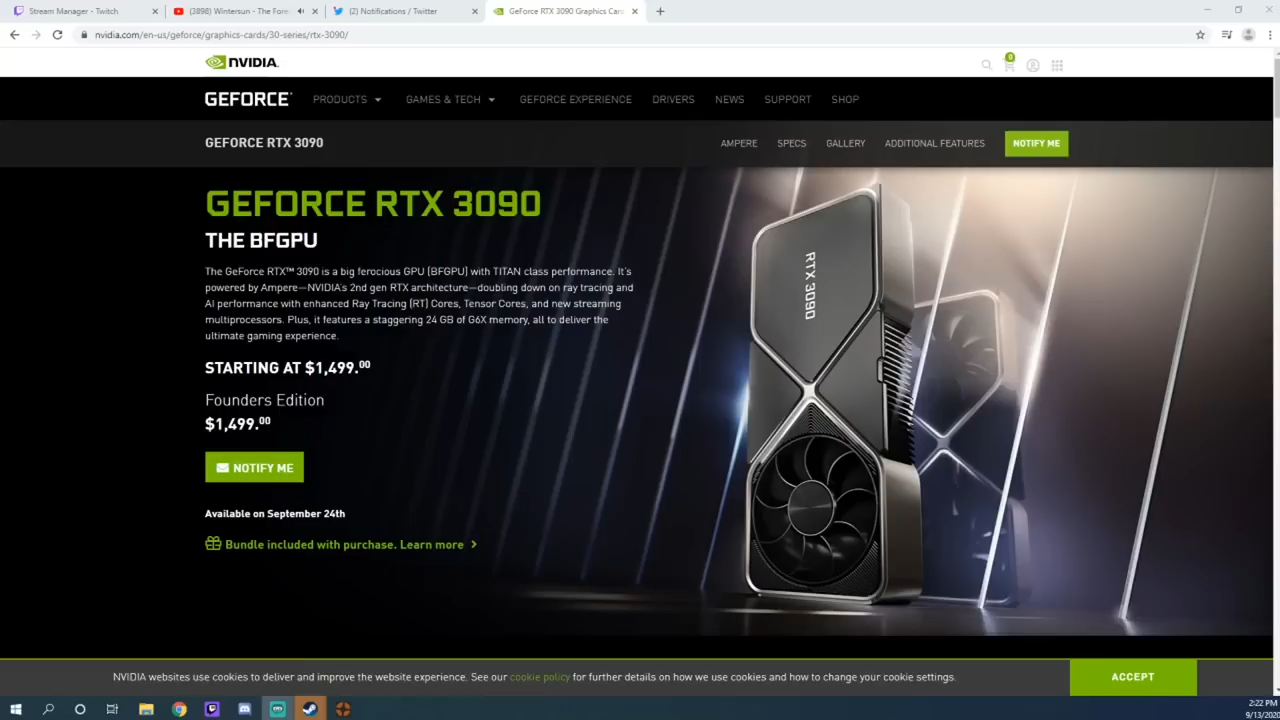 Stream Manager - Twitch
(3898) Wintersun - The Fore
(2) Notifications / Twitter
GeForce RTX 3090 Graphics Card
nvidia.com/en-us/geforce/graphics-cards/30-series/rtx-3090/
NVIDIA.
0
GEFORCE
PRODUCTS
GAMES & TECH
GEFORCE EXPERIENCE
DRIVERS
NEWS
SUPPORT
SHOP
GEFORCE RTX 3090
AMPERE
SPECS
GALLERY
ADDITIONAL FEATURES
NOTIFY ME
GEFORCE RTX 3090
THE BFGPU
The GeForce RTX™ 3090 is a big ferocious GPU (BFGPU) with TITAN class performance. It's
powered by Ampere—NVIDIA's 2nd gen RTX architecture—doubling down on ray tracing and
AI performance with enhanced Ray Tracing (RT) Cores, Tensor Cores, and new streaming
multiprocessors. Plus, it features a staggering 24 GB of G6X memory, all to deliver the
ultimate gaming experience.
STARTING AT $1,499.00
Founders Edition
$1,499.00
NOTIFY ME
Available on September 24th
Bundle included with purchase. Learn more
RTX 3090
NVIDIA websites use cookies to deliver and improve the website experience. See our cookie policy for further details on how we use cookies and how to change your cookie settings.
ACCEPT
2:22 PM
9/13/2020